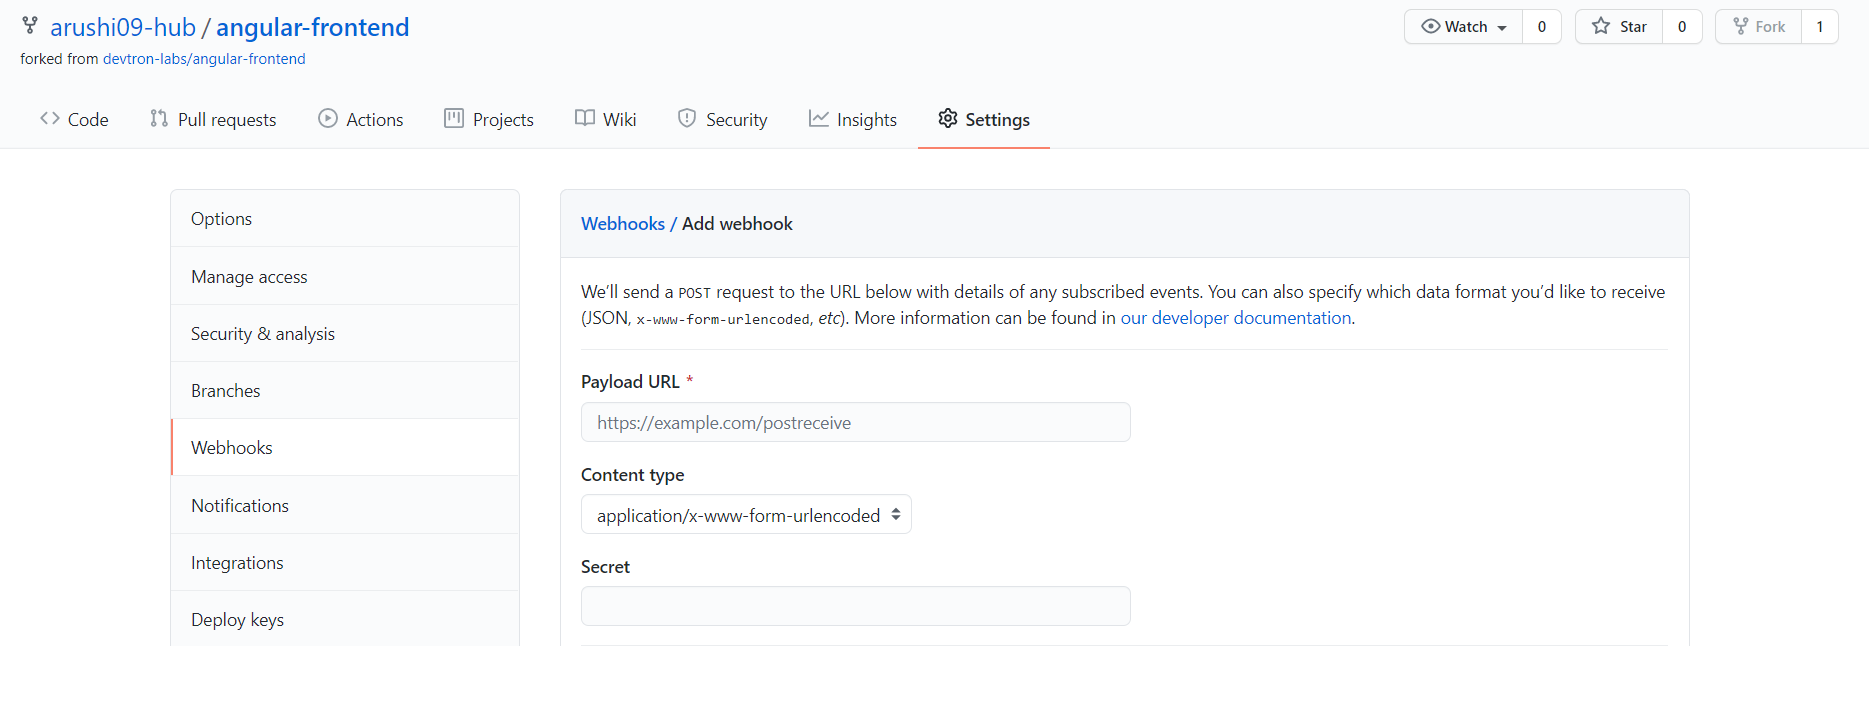 arushi09-hub / angular-frontend
Watch 0 Star 0 Fork 1
forked from devtron-labs/angular-frontend
Code Pull requests Actions Projects Wiki Security Insights Settings
Options
Manage access
Security & analysis
Branches
Webhooks
Notifications
Integrations
Deploy keys
Webhooks / Add webhook
We’ll send a POST request to the URL below with details of any subscribed events. You can also specify which data format you’d like to receive
(JSON, x-www-form-urlencoded, etc). More information can be found in our developer documentation.
Payload URL *
https://example.com/postreceive
Content type
application/x-www-form-urlencoded
Secret